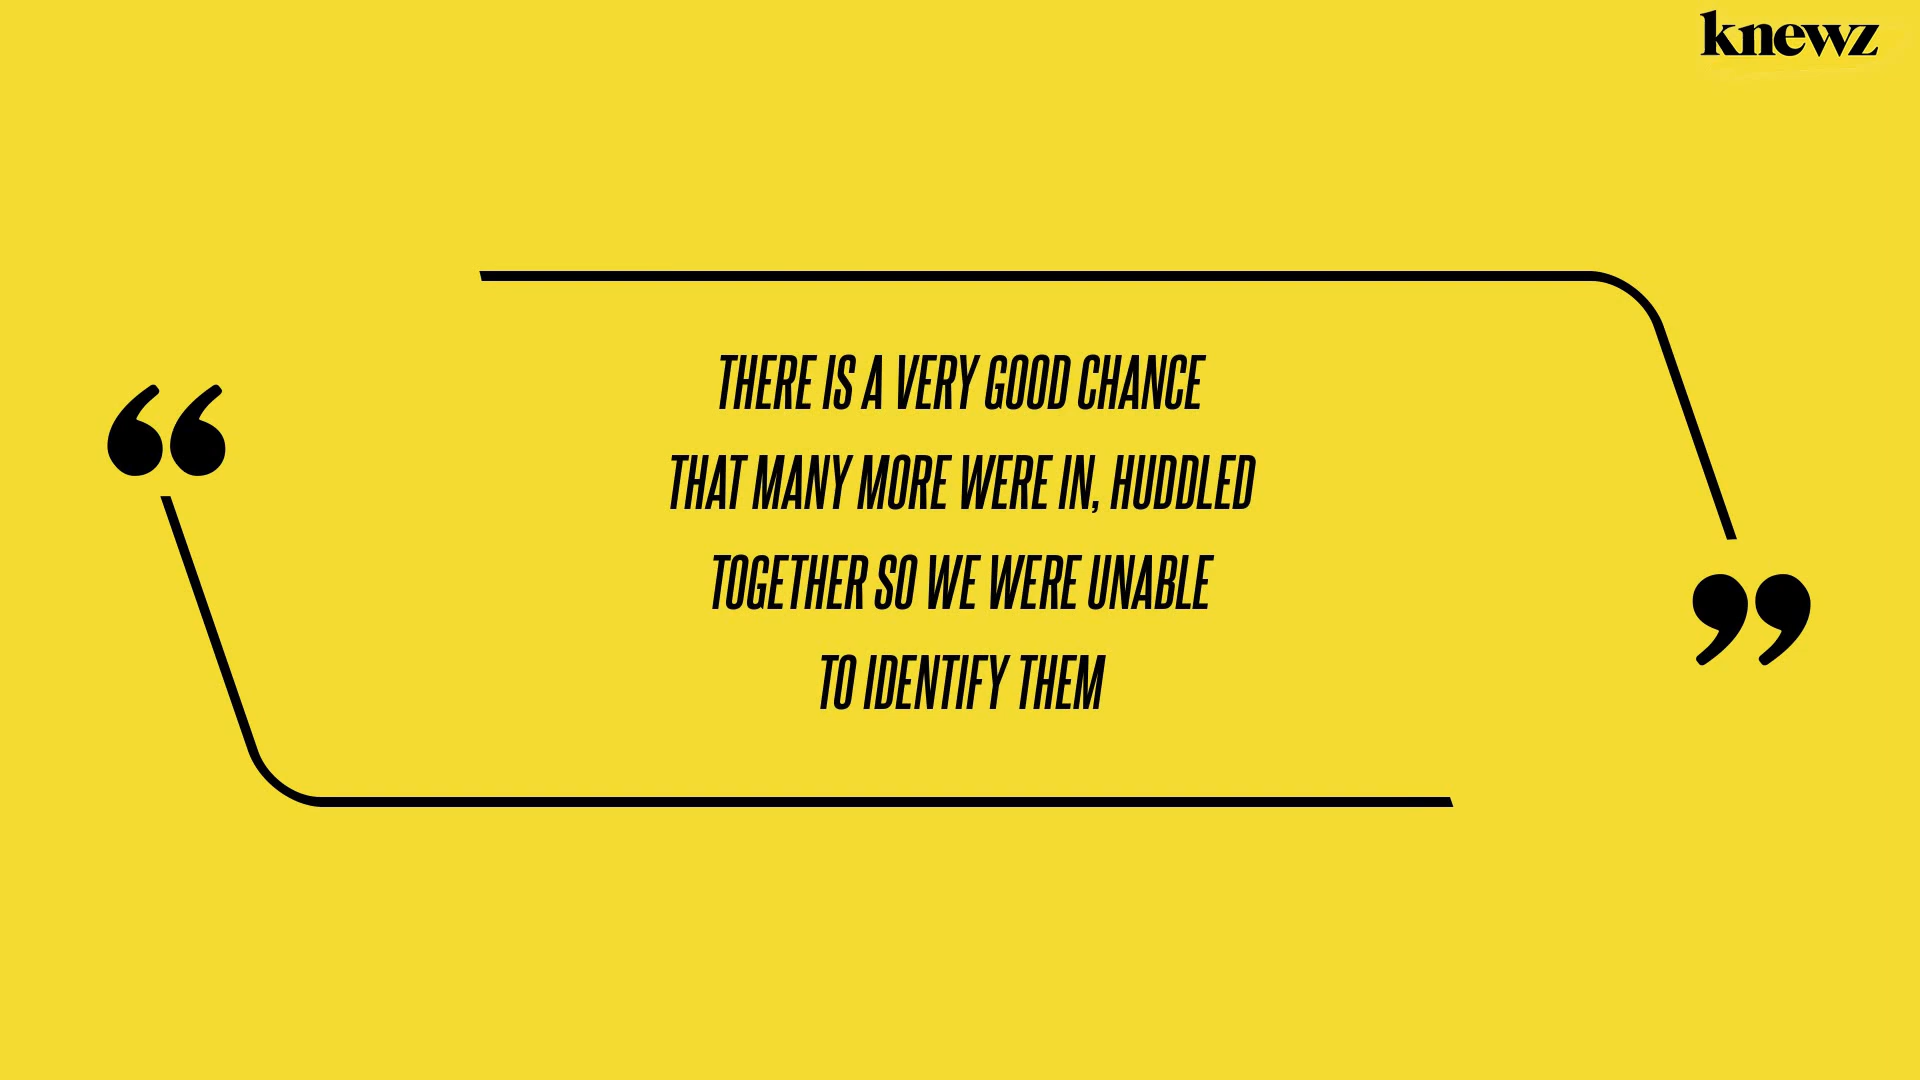 knewz
“
THERE IS A VERY GOOD CHANCE
THAT MANY MORE WERE IN, HUDDLED
TOGETHER SO WE WERE UNABLE
TO IDENTIFY THEM
”